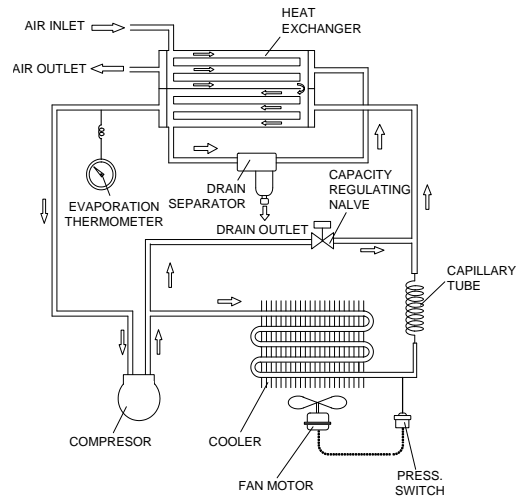 HEAT
EXCHANGER
AIR INLET
AIR OUTLET
EVAPORATION
THERMOMETER
DRAIN
SEPARATOR
DRAIN OUTLET
CAPACITY
REGULATING
NALVE
CAPILLARY
TUBE
COMPRESOR
COOLER
FAN MOTOR
PRESS.
SWITCH